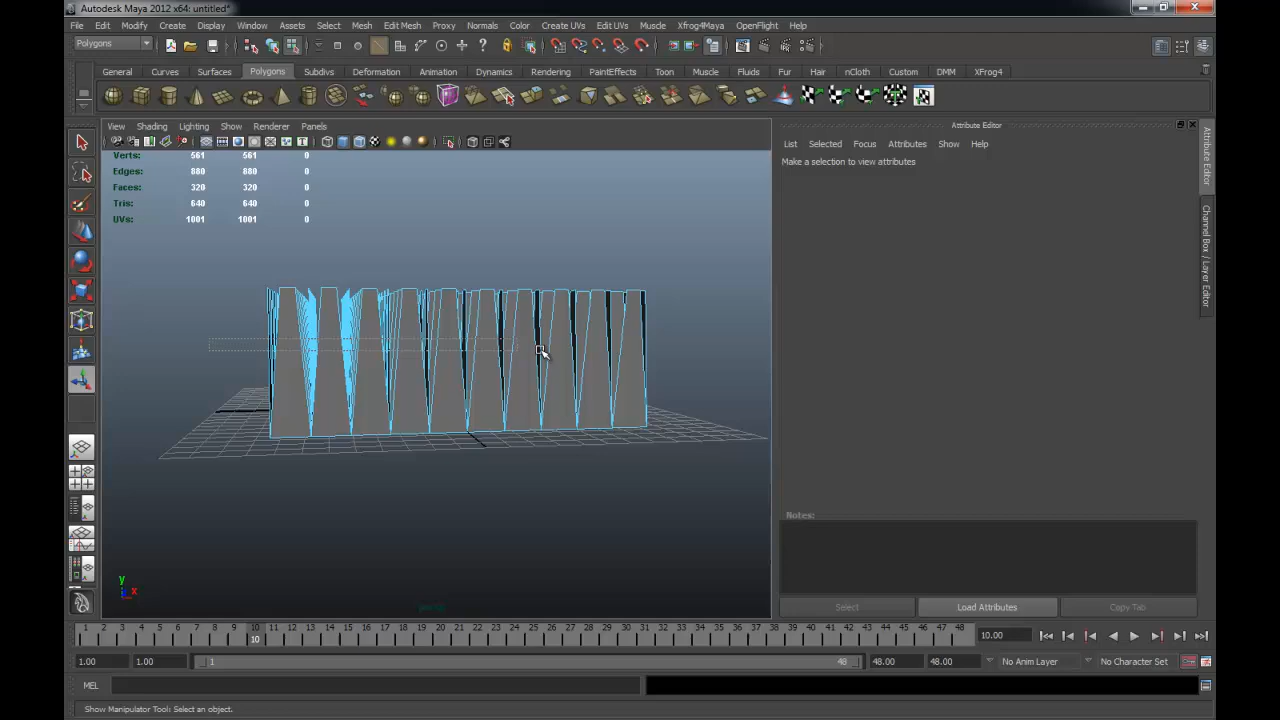 Autodesk Maya 2012 x64: untitled*
File Edit Modify Create Display Window Assets Select Mesh Edit Mesh Proxy Normals Color Create UVs Edit UVs Muscle Xfrog4Maya OpenFlight Help
Polygons
General Curves Surfaces Polygons Subdivs Deformation Animation Dynamics Rendering PaintEffects Toon Muscle Fluids Fur Hair nCloth Custom DMM XFrog4
View Shading Lighting Show Renderer Panels
Attribute Editor
List Selected Focus Attributes Show Help
Make a selection to view attributes
Verts: 561 561 0
Edges: 880 880 0
Faces: 320 320 0
Tris: 640 640 0
UVs: 1001 1001 0
Attribute Editor
Channel Box / Layer Editor
y
x
persp
Notes:
Select Load Attributes Copy Tab
1 2 3 4 5 6 7 8 9 10 11 12 13 14 15 16 17 18 19 20 21 22 23 24 25 26 27 28 29 30 31 32 33 34 35 36 37 38 39 40 41 42 43 44 45 46 47 48
10
10.00
1.00 1.00 1 48 48.00 48.00 No Anim Layer No Character Set
MEL
Show Manipulator Tool: Select an object.